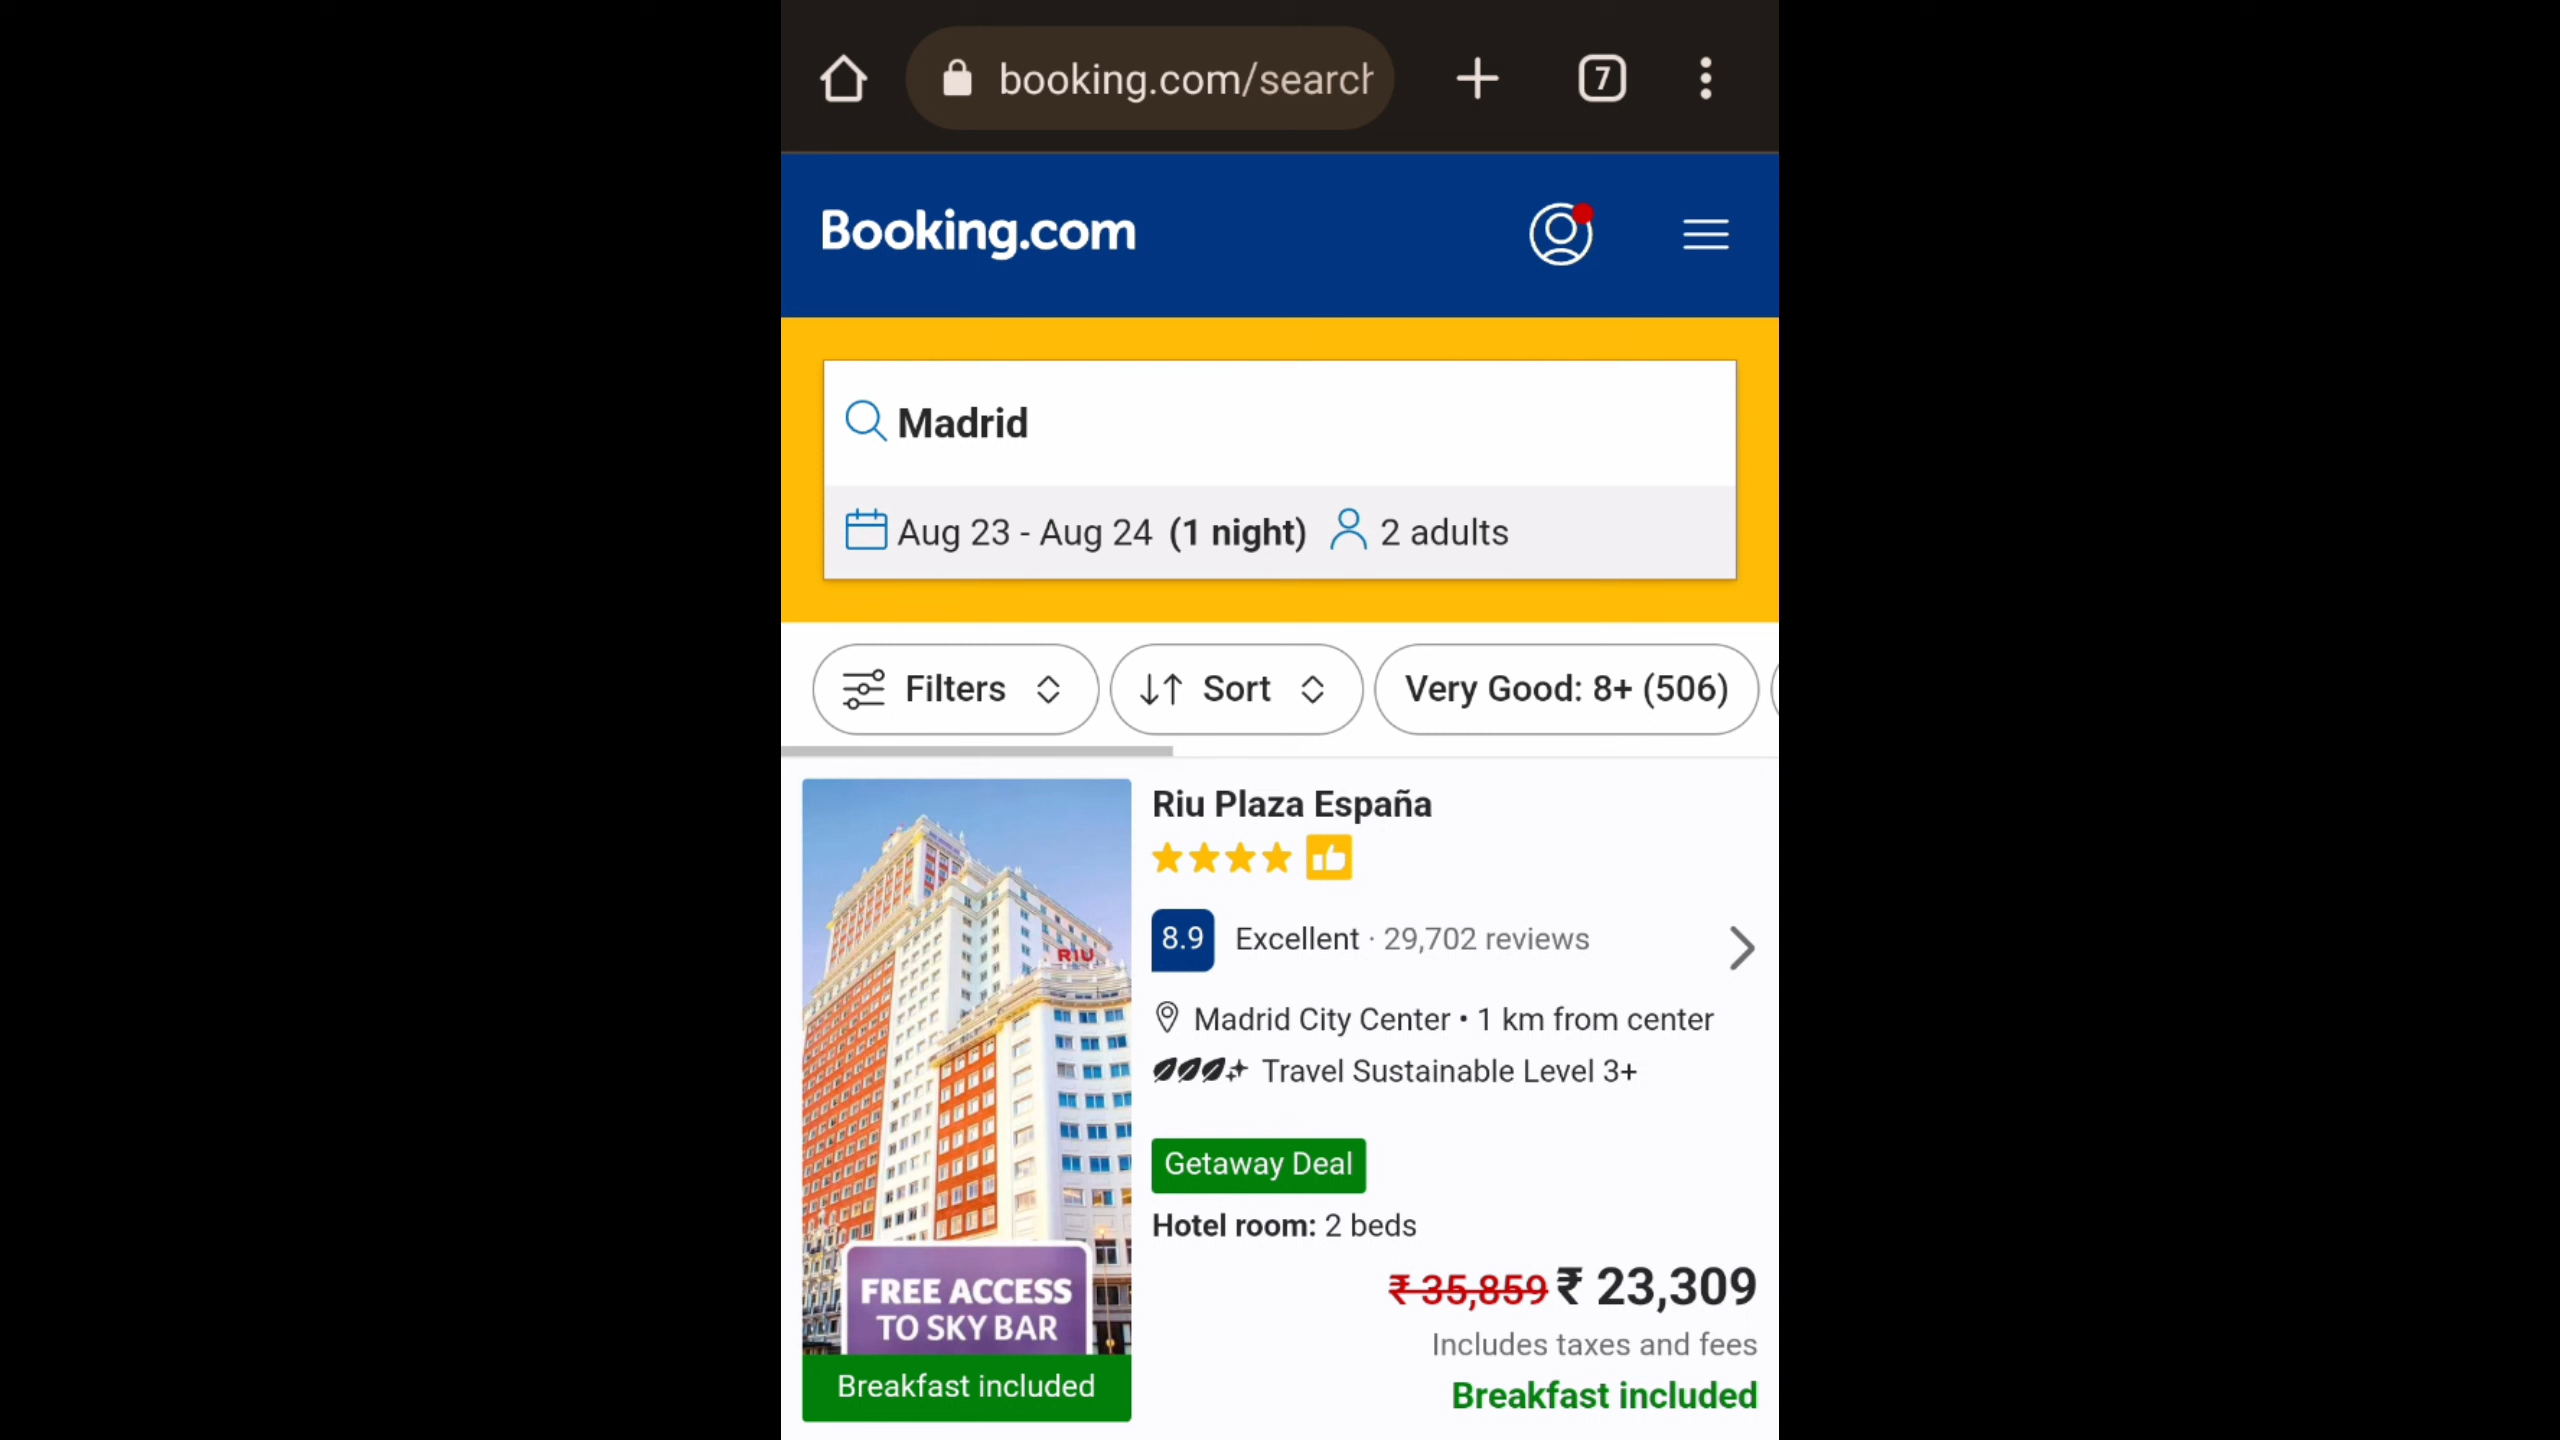 booking.com/search
7
Booking.com
Madrid
Aug 23 - Aug 24 (1 night) 2 adults
Filters
Sort
Very Good: 8+ (506)
Riu Plaza España
8.9 Excellent · 29,702 reviews
Madrid City Center • 1 km from center
Travel Sustainable Level 3+
Getaway Deal
Hotel room: 2 beds
₹ 35,859 ₹ 23,309
Includes taxes and fees
Breakfast included
RIU
FREE ACCESS
TO SKY BAR
Breakfast included